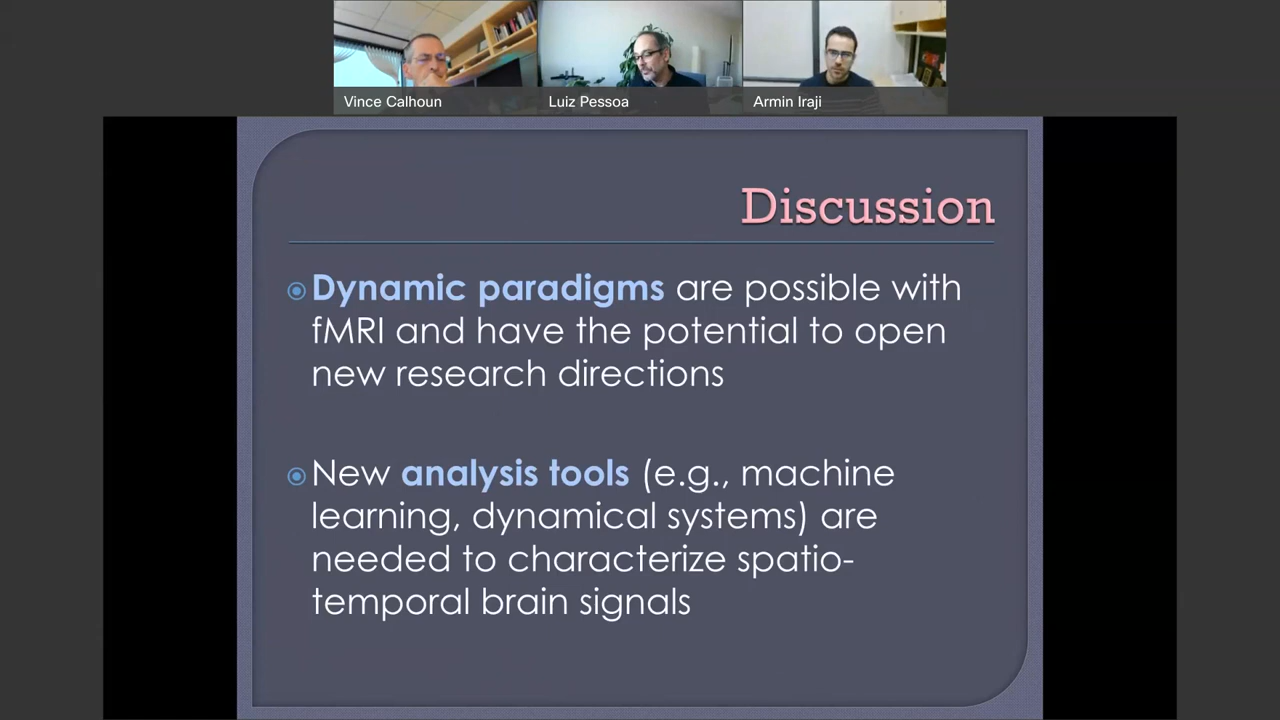 Vince Calhoun
Luiz Pessoa
Armin Iraji
Discussion
Dynamic paradigms are possible with
fMRI and have the potential to open
new research directions
New analysis tools (e.g., machine
learning, dynamical systems) are
needed to characterize spatio-
temporal brain signals